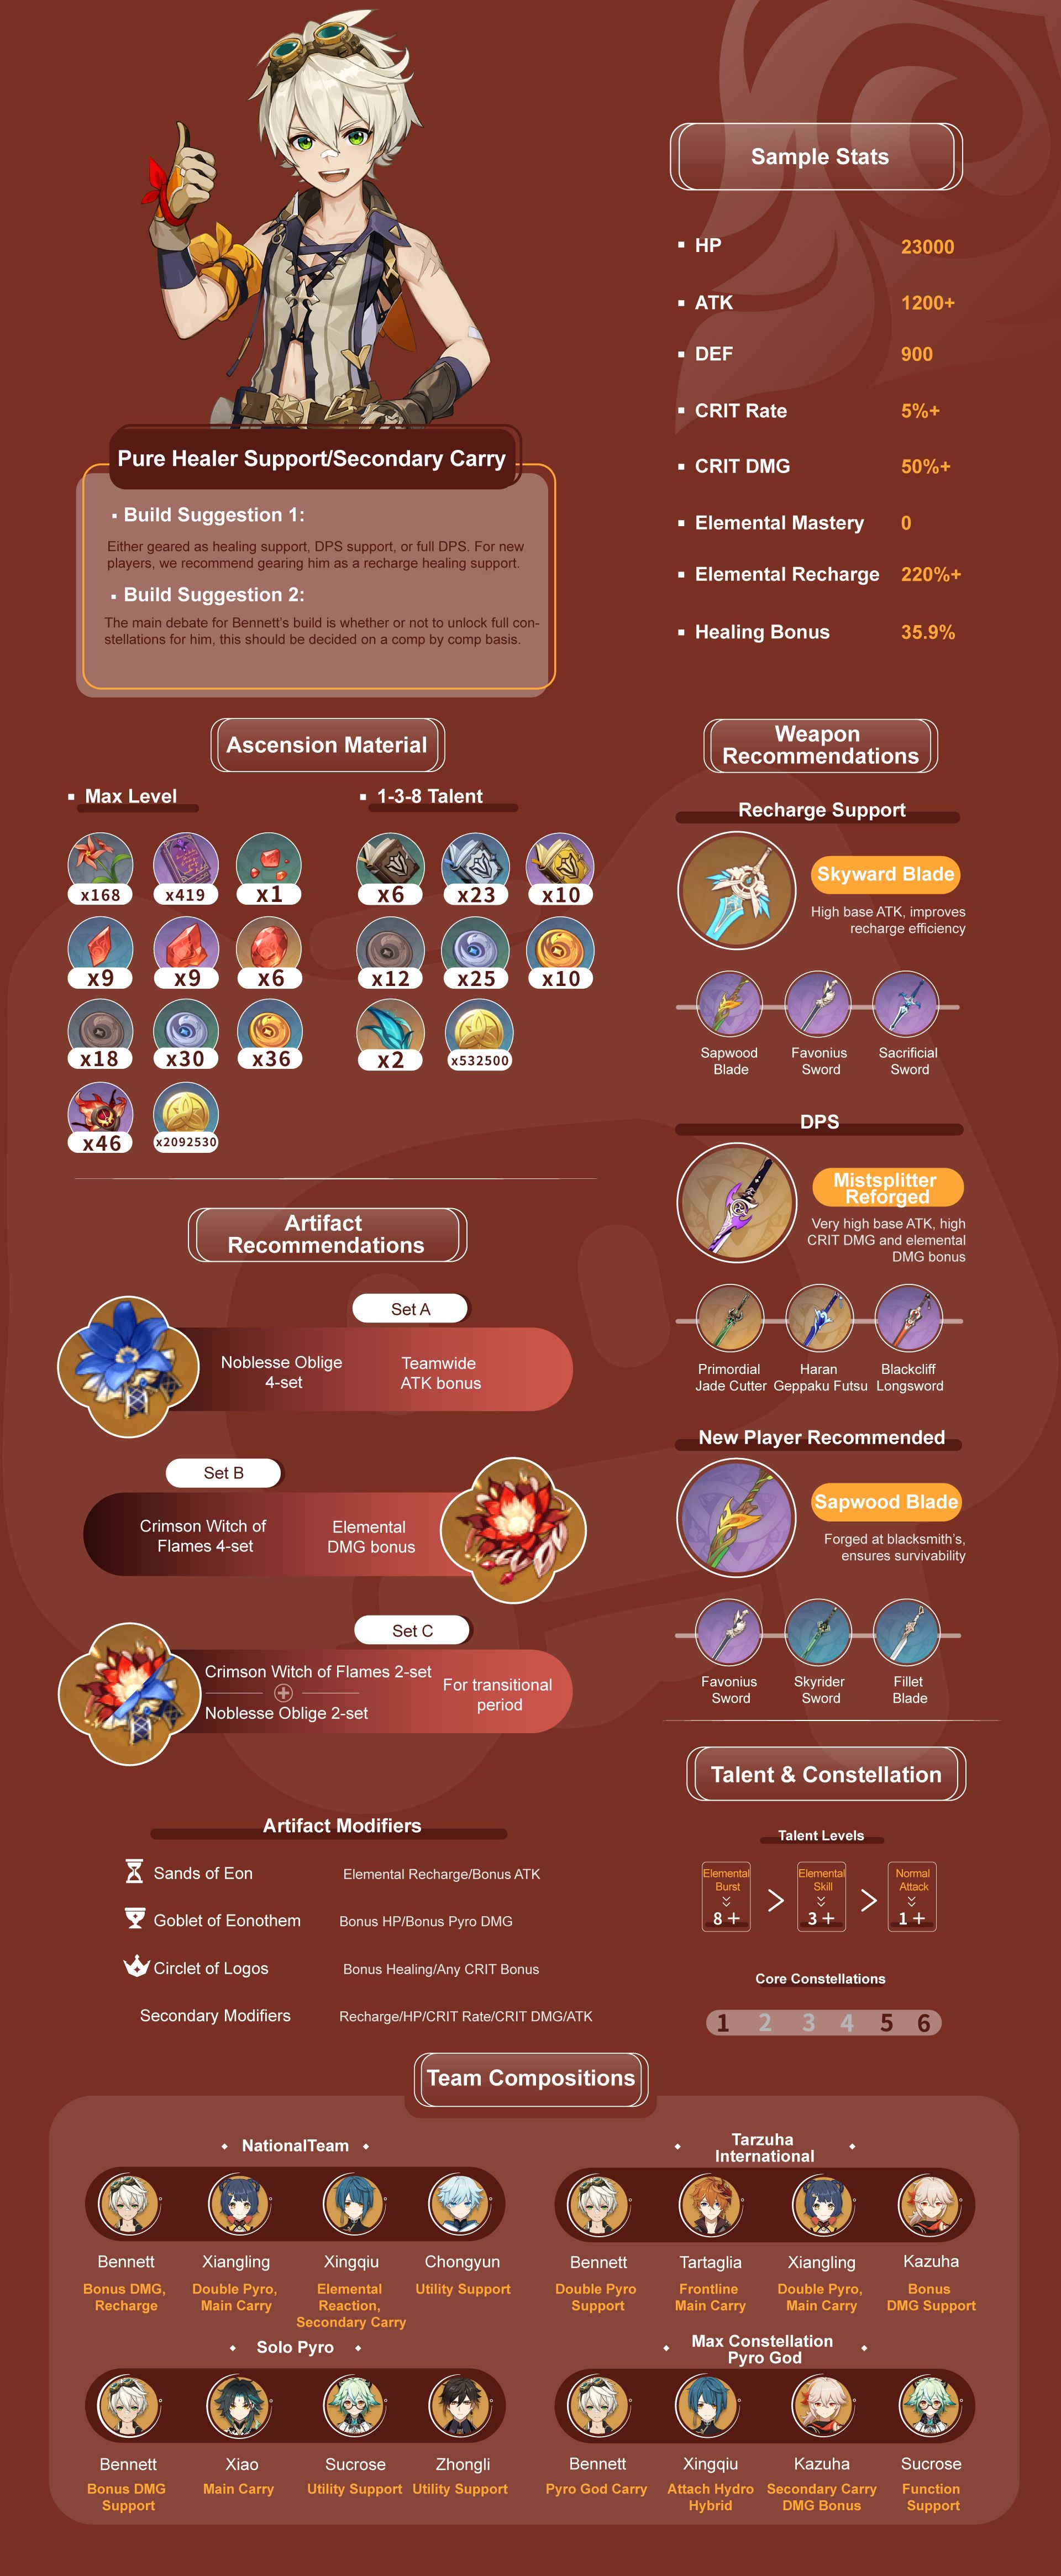 Sample Stats
HP 23000
ATK 1200+
DEF 900
CRIT Rate 5%+
CRIT DMG 50%+
Elemental Mastery 0
Elemental Recharge 220%+
Healing Bonus 35.9%
Pure Healer Support/Secondary Carry
Build Suggestion 1:
Either geared as healing support, DPS support, or full DPS. For new
players, we recommend gearing him as a recharge healing support.
Build Suggestion 2:
The main debate for Bennett's build is whether or not to unlock full con-
stellations for him, this should be decided on a comp by comp basis.
Ascension Material
Max Level
x168 x419 x1
x9 x9 x6
x18 x30 x36
x46 x2092530
1-3-8 Talent
x6 x23 x10
x12 x25 x10
x2 x532500
Weapon
Recommendations
Recharge Support
Skyward Blade
High base ATK, improves
recharge efficiency
Sapwood
Blade
Favonius
Sword
Sacrificial
Sword
DPS
Mistsplitter
Reforged
Very high base ATK, high
CRIT DMG and elemental
DMG bonus
Primordial
Jade Cutter
Haran
Geppaku Futsu
Blackcliff
Longsword
New Player Recommended
Sapwood Blade
Forged at blacksmith's,
ensures survivability
Favonius
Sword
Skyrider
Sword
Fillet
Blade
Artifact
Recommendations
Set A
Noblesse Oblige
4-set
Teamwide
ATK bonus
Set B
Crimson Witch of
Flames 4-set
Elemental
DMG bonus
Set C
Crimson Witch of Flames 2-set
Noblesse Oblige 2-set
For transitional
period
Artifact Modifiers
Sands of Eon Elemental Recharge/Bonus ATK
Goblet of Eonothem Bonus HP/Bonus Pyro DMG
Circlet of Logos Bonus Healing/Any CRIT Bonus
Secondary Modifiers Recharge/HP/CRIT Rate/CRIT DMG/ATK
Talent & Constellation
Talent Levels
Elemental
Burst
8 +
>
Elemental
Skill
3 +
>
Normal
Attack
1 +
Core Constellations
1 2 3 4 5 6
Team Compositions
NationalTeam
Bennett
Bonus DMG,
Recharge
Xiangling
Double Pyro,
Main Carry
Xingqiu
Elemental
Reaction,
Secondary Carry
Chongyun
Utility Support
Tarzuha
International
Bennett
Double Pyro
Support
Tartaglia
Frontline
Main Carry
Xiangling
Double Pyro,
Main Carry
Kazuha
Bonus
DMG Support
Solo Pyro
Bennett
Bonus DMG
Support
Xiao
Main Carry
Sucrose
Utility Support
Zhongli
Utility Support
Max Constellation
Pyro God
Bennett
Pyro God Carry
Xingqiu
Attach Hydro
Hybrid
Kazuha
Secondary Carry
DMG Bonus
Sucrose
Function
Support